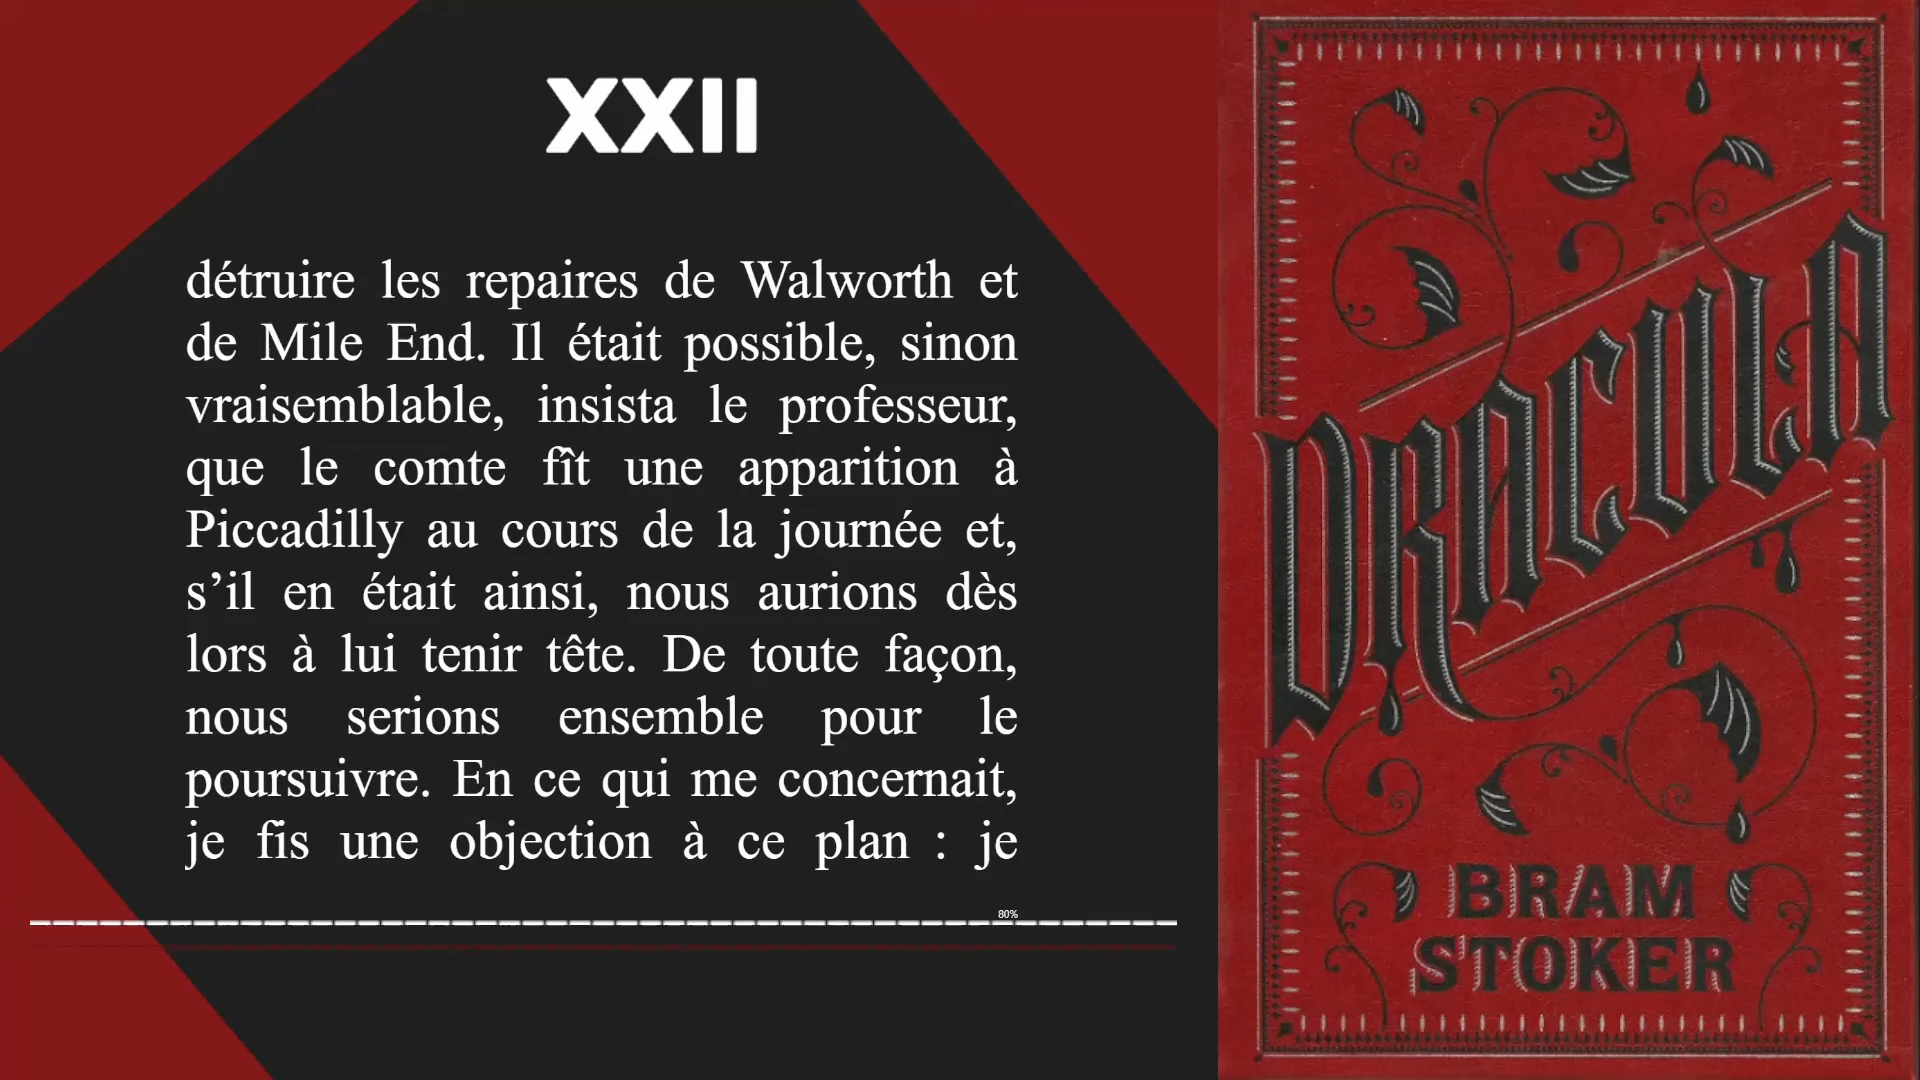 XXII
détruire les repaires de Walworth et
de Mile End. Il était possible, sinon
vraisemblable, insista le professeur,
que le comte fît une apparition à
Piccadilly au cours de la journée et,
s’il en était ainsi, nous aurions dès
lors à lui tenir tête. De toute façon,
nous serions ensemble pour le
poursuivre. En ce qui me concernait,
je fis une objection à ce plan : je
80%
DRACULA
BRAM
STOKER